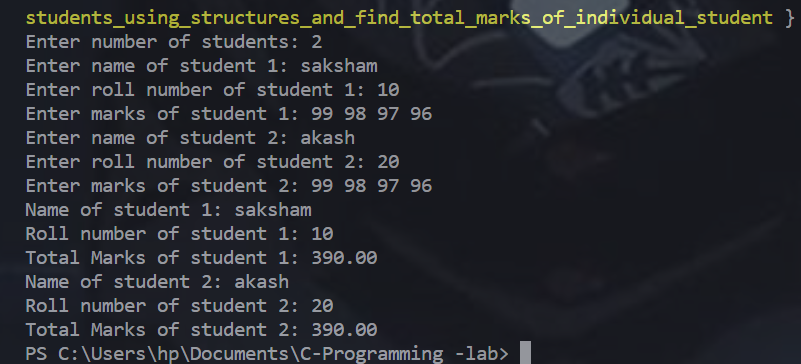 students_using_structures_and_find_total_marks_of_individual_student }
Enter number of students: 2
Enter name of student 1: saksham
Enter roll number of student 1: 10
Enter marks of student 1: 99 98 97 96
Enter name of student 2: akash
Enter roll number of student 2: 20
Enter marks of student 2: 99 98 97 96
Name of student 1: saksham
Roll number of student 1: 10
Total Marks of student 1: 390.00
Name of student 2: akash
Roll number of student 2: 20
Total Marks of student 2: 390.00
PS C:\Users\hp\Documents\C-Programming -lab>